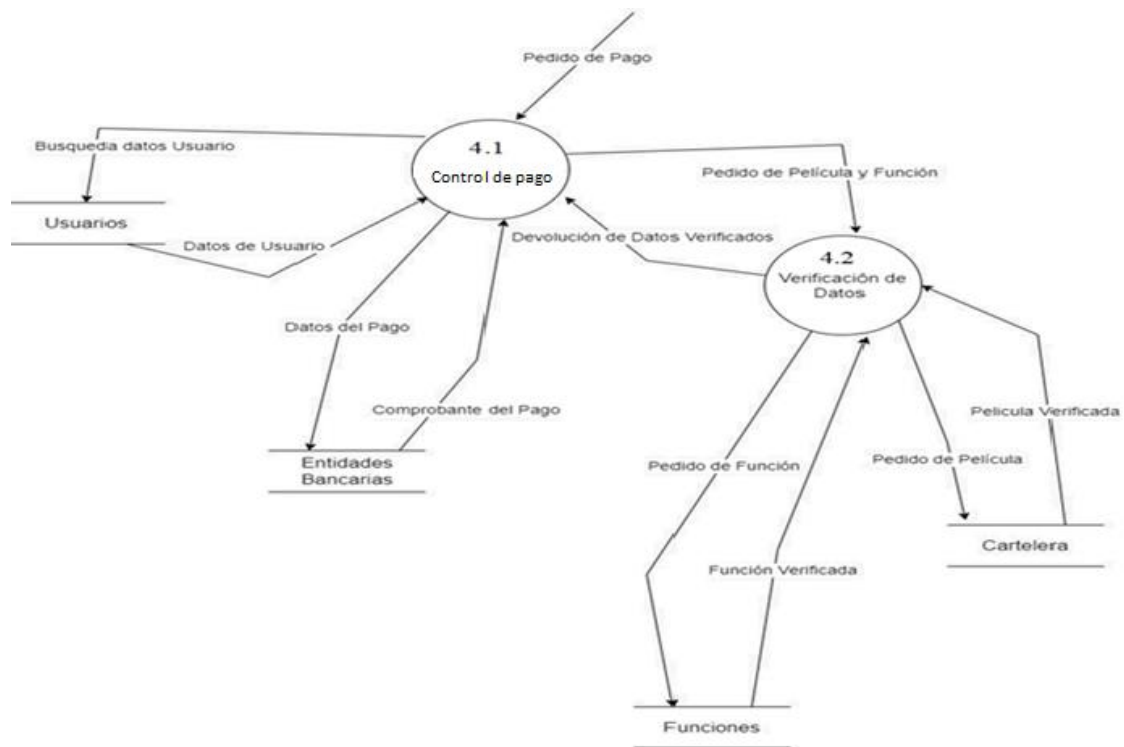 Pedido de Pago
4.1
Control de pago
Busqueda datos Usuario
Pedido de Película y Función
Usuarios
Datos de Usuario
Devolución de Datos Verificados
4.2
Verificación de
Datos
Datos del Pago
Comprobante del Pago
Pelicula Verificada
Entidades
Bancarias
Pedido de Función
Pedido de Película
Cartelera
Función Verificada
Funciones